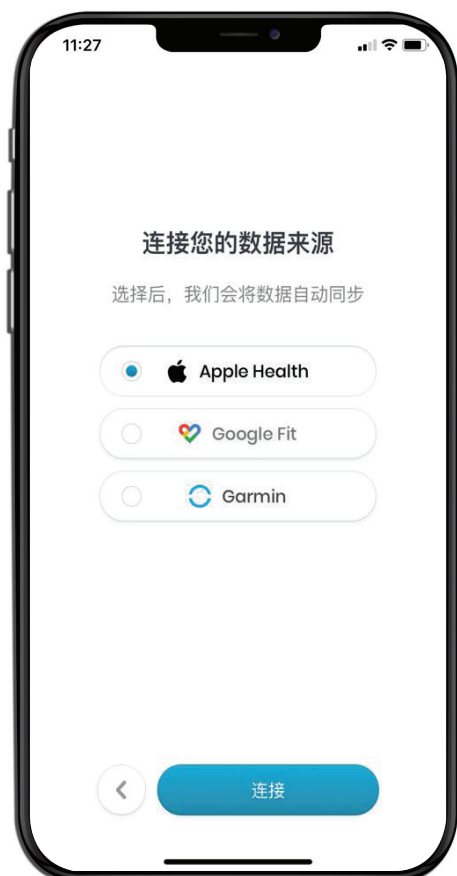 11:27
连接您的数据来源
选择后，我们会将数据自动同步
Apple Health
Google Fit
Garmin
连接